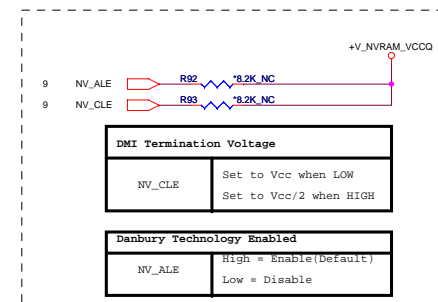 +V_NVRAM_VCCQ
9 NV_ALE R92 *8.2K_NC
9 NV_CLE R93 *8.2K_NC
DMI Termination Voltage
NV_CLE
Set to Vcc when LOW
Set to Vcc/2 when HIGH
Danbury Technology Enabled
NV_ALE
High = Enable(Default)
Low = Disable